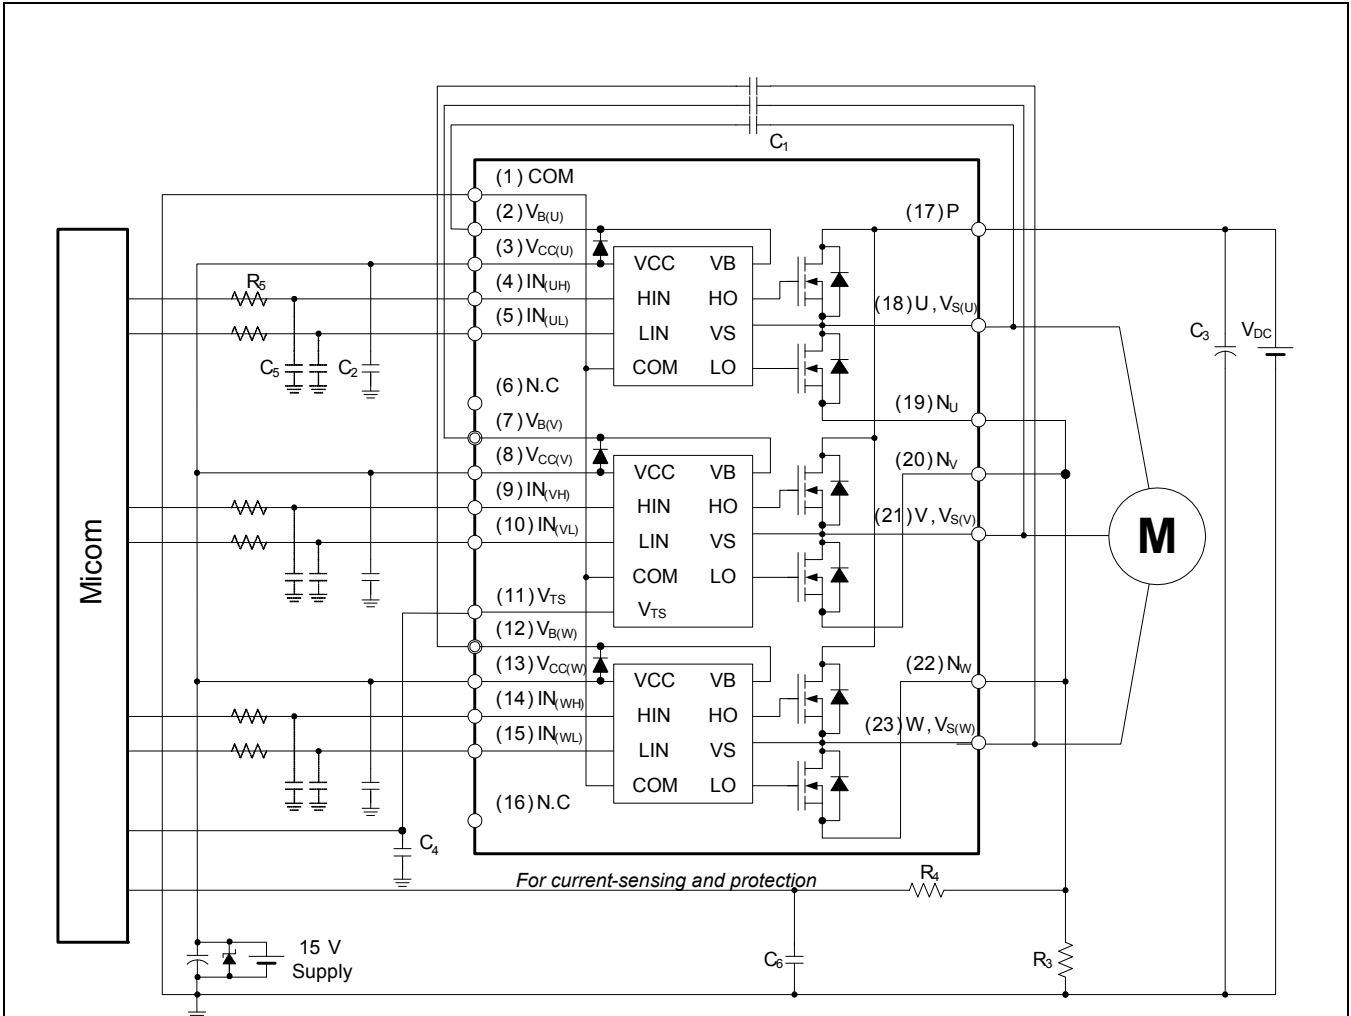 C1
(1) COM
(2) VB(U)
(3) VCC(U)
(4) IN(UH)
(5) IN(UL)
(6) N.C
(7) VB(V)
(8) VCC(V)
(9) IN(VH)
(10) IN(VL)
(11) VTS
(12) VB(W)
(13) VCC(W)
(14) IN(WH)
(15) IN(WL)
(16) N.C
VCC VB
HIN HO
LIN VS
COM LO
VCC VB
HIN HO
LIN VS
COM LO
VTS
VCC VB
HIN HO
LIN VS
COM LO
(17) P
(18) U, VS(U)
(19) NU
(20) NV
(21) V, VS(V)
(22) NW
(23) W, VS(W)
R5
C5
C2
Micom
C3
VDC
M
C4
For current-sensing and protection
R4
15 V
Supply
C6
R3